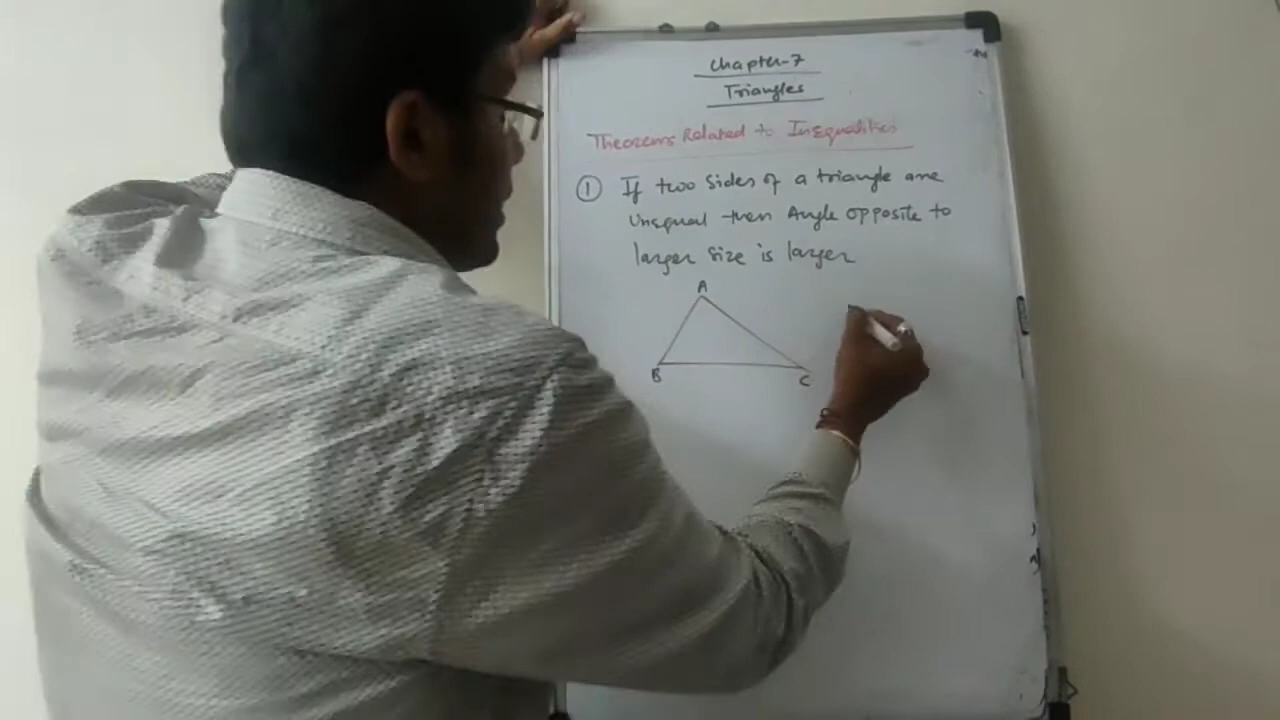 Chapter-7
Triangles
Theorems Related to Inequalities
1 If two sides of a triangle are
unequal then Angle opposite to
larger size is larger
A
B
C